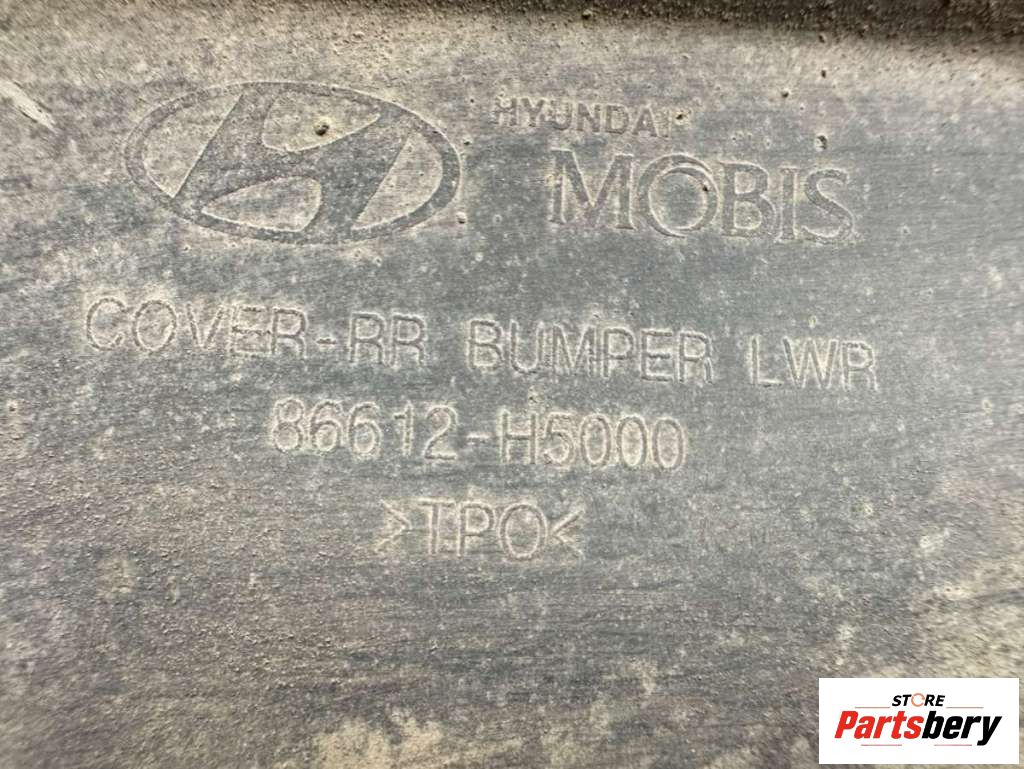 HYUNDAI
MOBIS
COVER-RR BUMPER LWR
86612-H5000
>TPO<
STORE
Partsbery